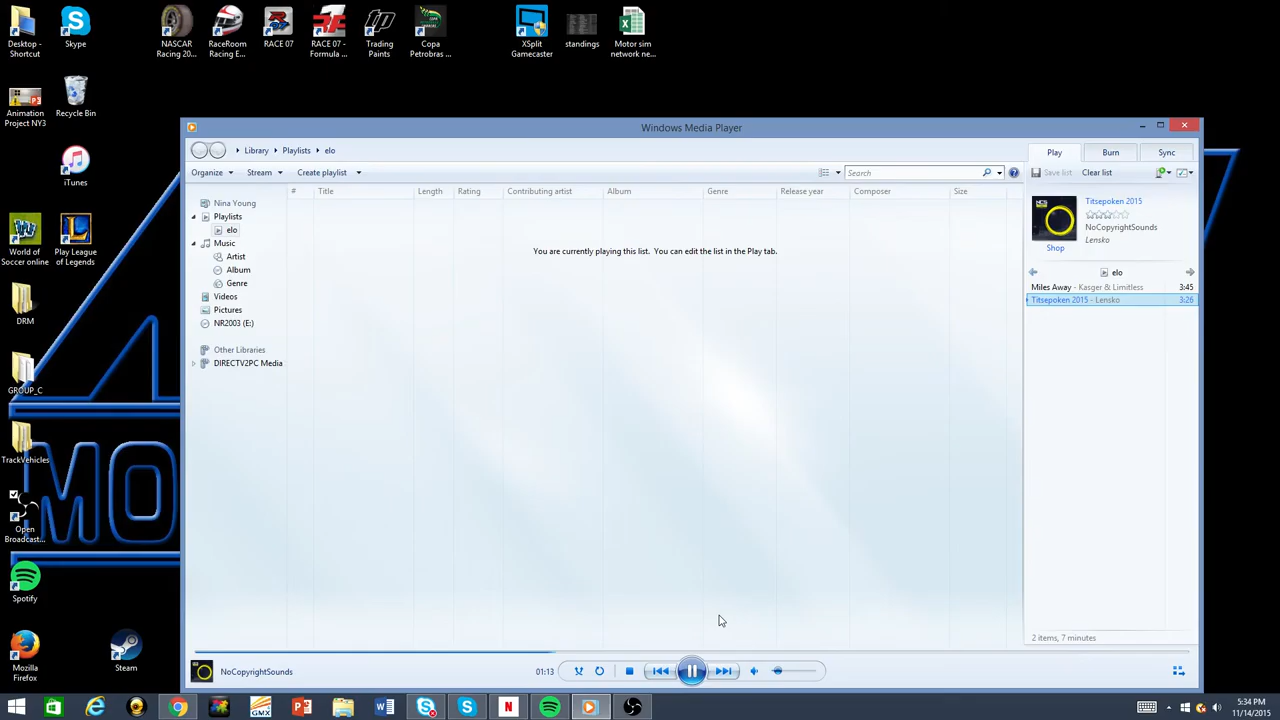 Desktop -
Shortcut
Skype
NASCAR
Racing 20...
RaceRoom
Racing E...
RACE 07
RACE 07 -
Formula ...
Trading
Paints
Copa
Petrobras ...
XSplit
Gamecaster
standings
Motor sim
network ne...
Animation
Project NY3
Recycle Bin
iTunes
World of
Soccer online
Play League
of Legends
DRM
GROUP_C
TrackVehicles
Open
Broadcast...
Spotify
Mozilla
Firefox
Steam
MO
Windows Media Player
Library
Playlists
elo
Play
Burn
Sync
Organize
Stream
Create playlist
Search
Save list
Clear list
#
Title
Length
Rating
Contributing artist
Album
Genre
Release year
Composer
Size
Nina Young
Playlists
elo
Music
Artist
Album
Genre
Videos
Pictures
NR2003 (E:)
Other Libraries
DIRECTV2PC Media
You are currently playing this list. You can edit the list in the Play tab.
NCS
Shop
Titsepoken 2015
NoCopyrightSounds
Lensko
elo
Miles Away - Kasger & Limitless 3:45
Titsepoken 2015 - Lensko 3:26
2 items, 7 minutes
NoCopyrightSounds
01:13
GMX
N
5:34 PM
11/14/2015